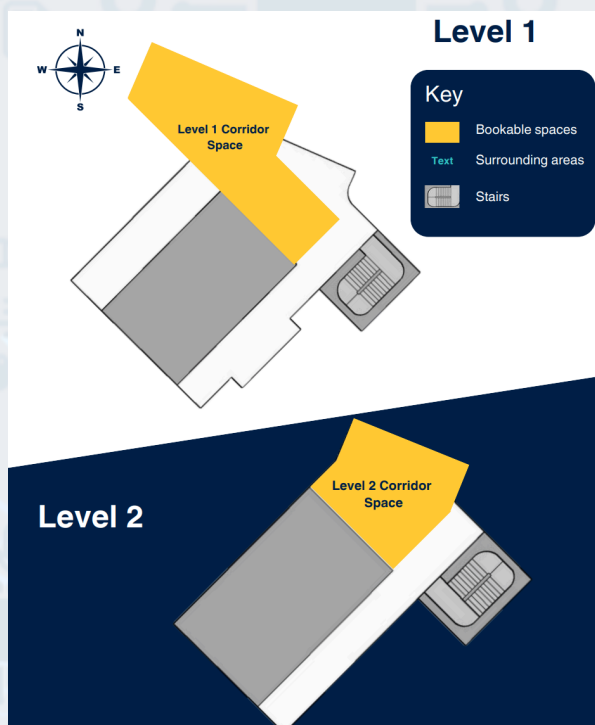 Level 1
N
W
E
S
Key
Bookable spaces
Text
Surrounding areas
Stairs
Level 1 Corridor
Space
Level 2 Corridor
Space
Level 2